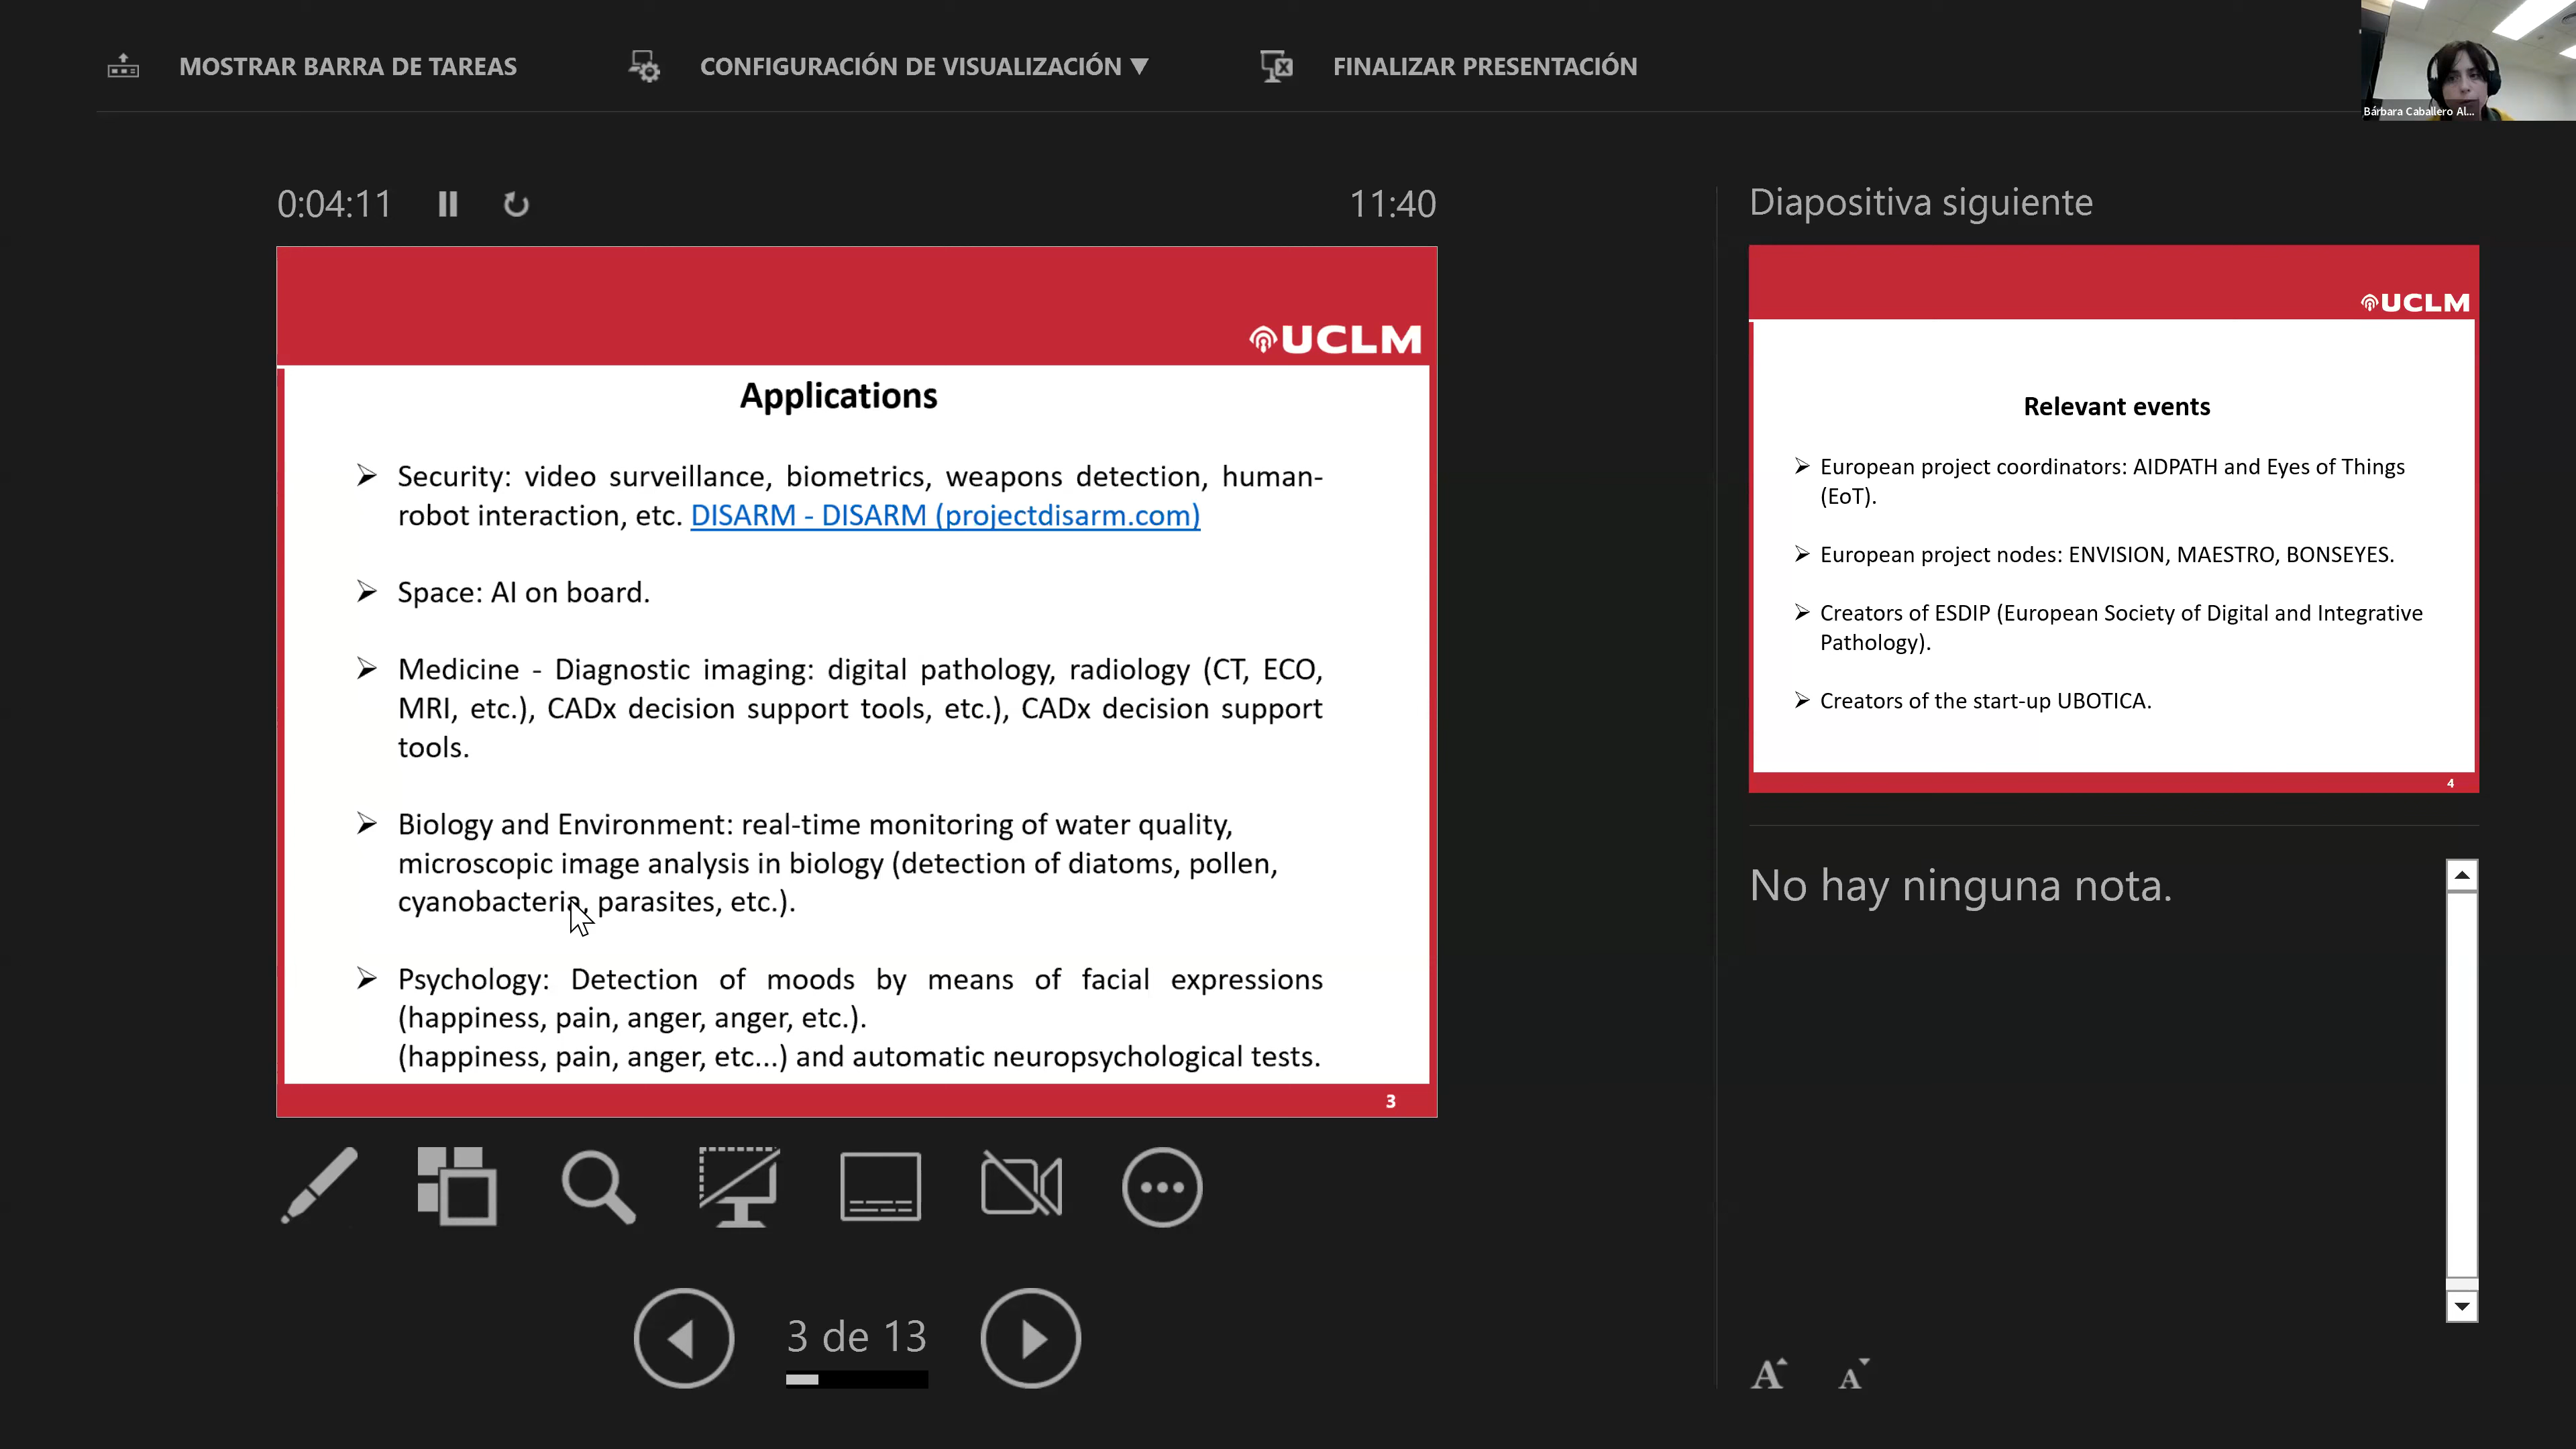 MOSTRAR BARRA DE TAREAS
CONFIGURACIÓN DE VISUALIZACIÓN ▼
FINALIZAR PRESENTACIÓN
Bárbara Caballero Al...
0:04:11
11:40
UCLM
Applications
➢ Security: video surveillance, biometrics, weapons detection, human-
robot interaction, etc. DISARM - DISARM (projectdisarm.com)
➢ Space: AI on board.
➢ Medicine - Diagnostic imaging: digital pathology, radiology (CT, ECO,
MRI, etc.), CADx decision support tools, etc.), CADx decision support
tools.
➢ Biology and Environment: real-time monitoring of water quality,
microscopic image analysis in biology (detection of diatoms, pollen,
cyanobacteria, parasites, etc.).
➢ Psychology: Detection of moods by means of facial expressions
(happiness, pain, anger, anger, etc.).
(happiness, pain, anger, etc...) and automatic neuropsychological tests.
3
3 de 13
Diapositiva siguiente
UCLM
Relevant events
➢ European project coordinators: AIDPATH and Eyes of Things
(EoT).
➢ European project nodes: ENVISION, MAESTRO, BONSEYES.
➢ Creators of ESDIP (European Society of Digital and Integrative
Pathology).
➢ Creators of the start-up UBOTICA.
4
No hay ninguna nota.
A A